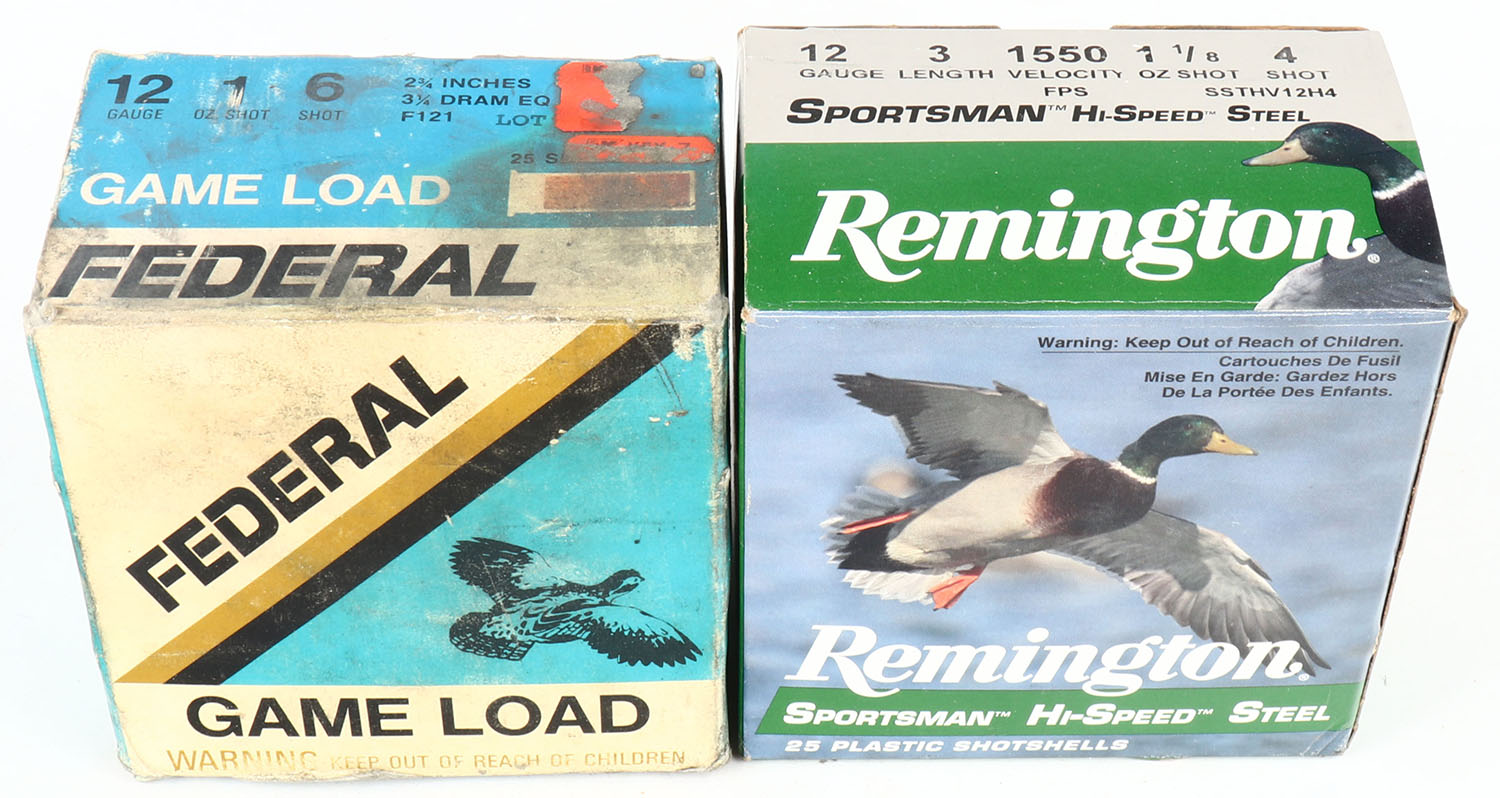 12 1 6
GAUGE OZ. SHOT SHOT
2¾ INCHES
3¼ DRAM EQ
F121 LOT
25 S
GAME LOAD
FEDERAL
FEDERAL
GAME LOAD
WARNING KEEP OUT OF REACH OF CHILDREN
12 3 1550 1 1/8 4
GAUGE LENGTH VELOCITY OZ SHOT SHOT
FPS SSTHV12H4
SPORTSMAN™ HI-SPEED™ STEEL
Remington®
Warning: Keep Out of Reach of Children.
Cartouches De Fusil
Mise En Garde: Gardez Hors
De La Portée Des Enfants.
Remington®
SPORTSMAN™ HI-SPEED™ STEEL
25 PLASTIC SHOTSHELLS